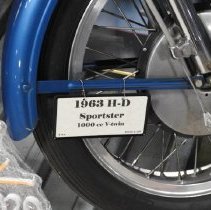 1963 H-D
Sportster
1000 cc V-twin